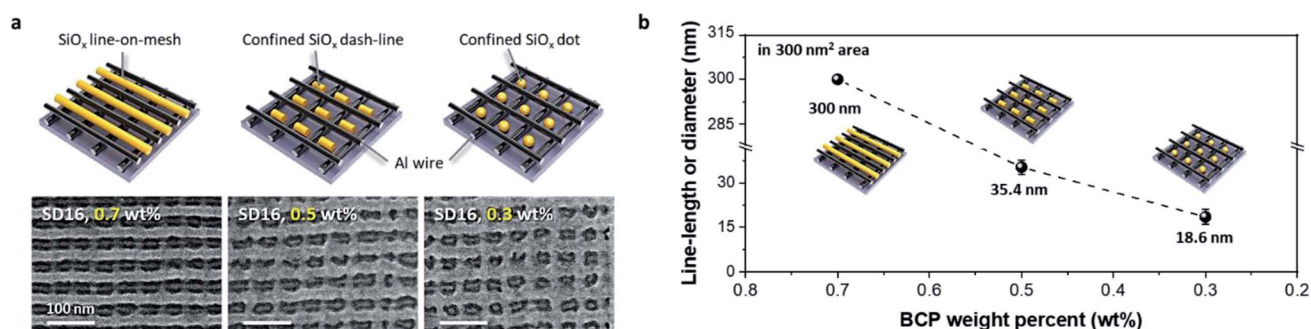 a
SiOₓ line-on-mesh
Confined SiOₓ dash-line
Confined SiOₓ dot
Al wire
SD16, 0.7 wt%
SD16, 0.5 wt%
SD16, 0.3 wt%
100 nm
b
Line-length or diameter (nm)
315
300
285
30
15
0
in 300 nm² area
300 nm
35.4 nm
18.6 nm
0.8
0.7
0.6
0.5
0.4
0.3
0.2
BCP weight percent (wt%)